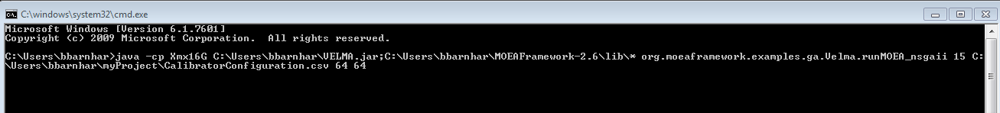 C:\windows\system32\cmd.exe
Microsoft Windows [Version 6.1.7601]
Copyright (c) 2009 Microsoft Corporation.  All rights reserved.
C:\Users\bbarnhar>java -cp Xmx16G C:\Users\bbarnhar\VELMA.jar;C:\Users\bbarnhar\MOEAFramework-2.6\lib\* org.moeaframework.examples.ga.Velma.runMOEA_nsgaii 15 C:
\Users\bbarnhar\myProject\CalibratorConfiguration.csv 64 64